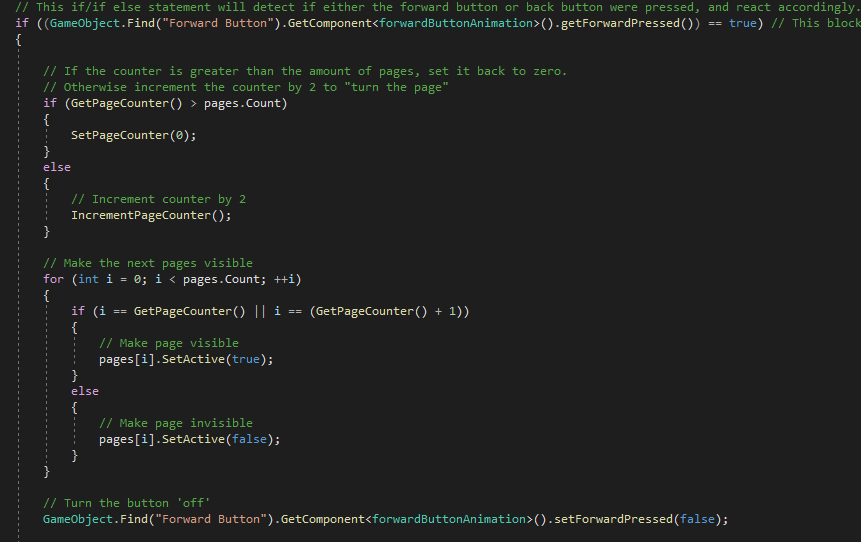 // This if/if else statement will detect if either the forward button or back button were pressed, and react accordingly.
if ((GameObject.Find("Forward Button").GetComponent<forwardButtonAnimation>().getForwardPressed()) == true) // This block
{
// If the counter is greater than the amount of pages, set it back to zero.
// Otherwise increment the counter by 2 to "turn the page"
if (GetPageCounter() > pages.Count)
{
SetPageCounter(0);
}
else
{
// Increment counter by 2
IncrementPageCounter();
}
// Make the next pages visible
for (int i = 0; i < pages.Count; ++i)
{
if (i == GetPageCounter() || i == (GetPageCounter() + 1))
{
// Make page visible
pages[i].SetActive(true);
}
else
{
// Make page invisible
pages[i].SetActive(false);
}
}
// Turn the button 'off'
GameObject.Find("Forward Button").GetComponent<forwardButtonAnimation>().setForwardPressed(false);